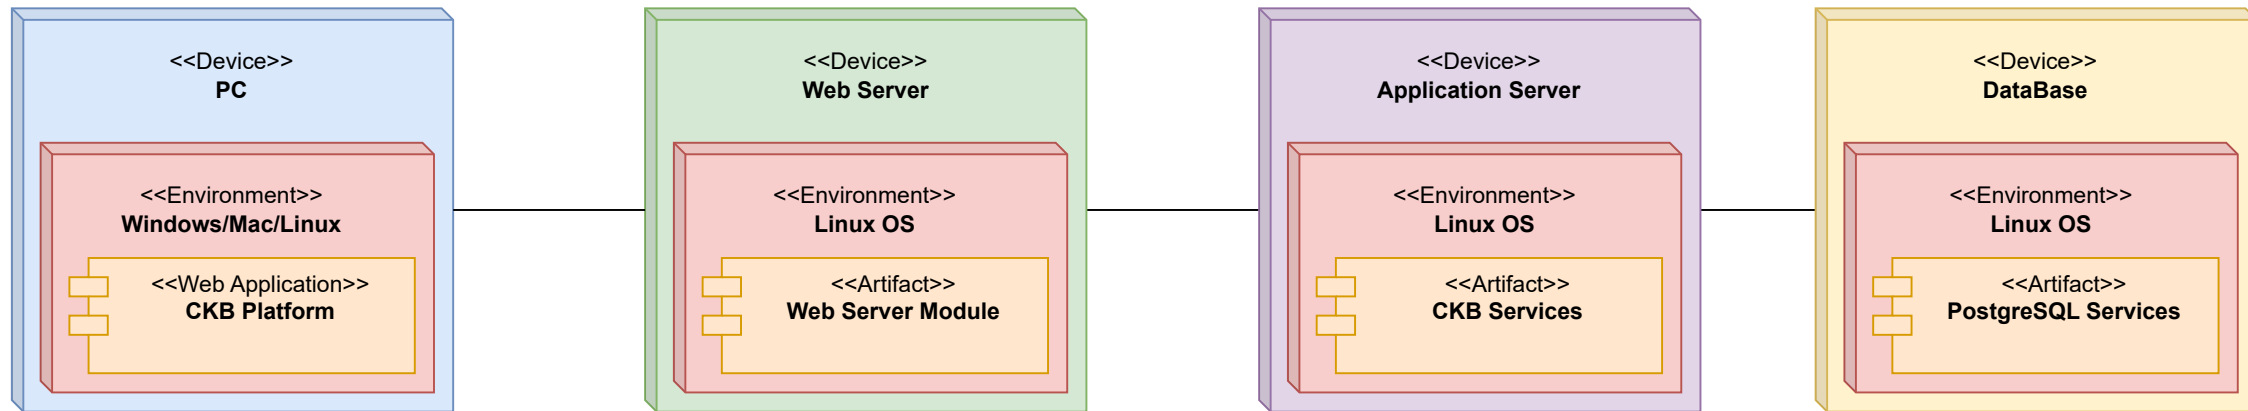 <<Device>>
PC
<<Environment>>
Windows/Mac/Linux
<<Web Application>>
CKB Platform
<<Device>>
Web Server
<<Environment>>
Linux OS
<<Artifact>>
Web Server Module
<<Device>>
Application Server
<<Environment>>
Linux OS
<<Artifact>>
CKB Services
<<Device>>
DataBase
<<Environment>>
Linux OS
<<Artifact>>
PostgreSQL Services